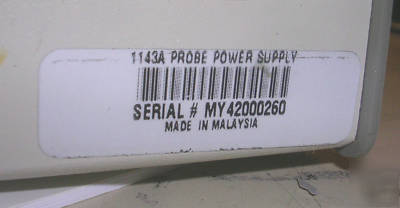 1143A PROBE POWER SUPPLY
SERIAL # MY42000260
MADE IN MALAYSIA